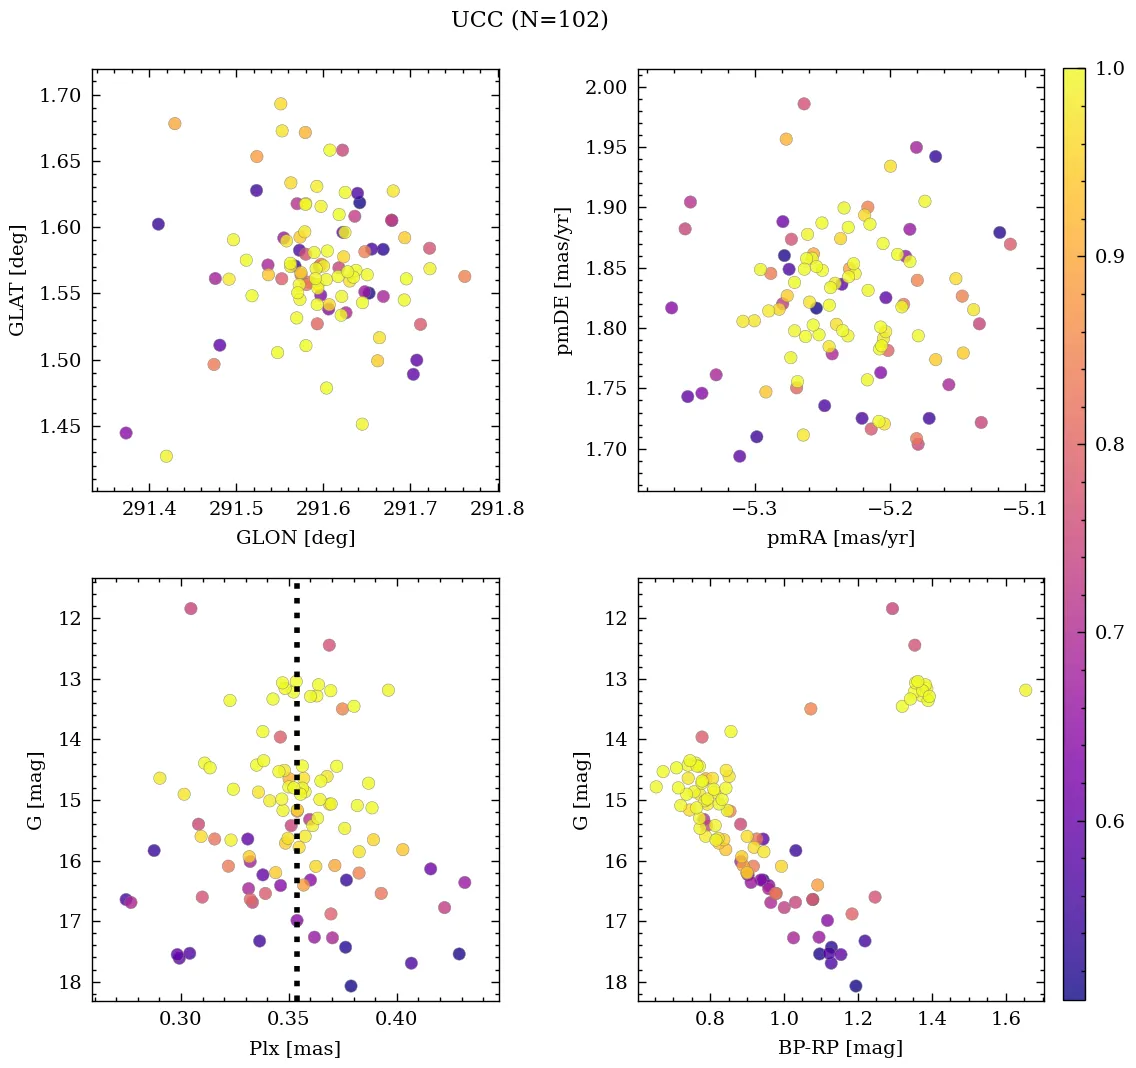 UCC (N=102)
1.70
1.65
1.60
1.55
1.50
1.45
GLAT [deg]
291.4 291.5 291.6 291.7 291.8
GLON [deg]
2.00
1.95
1.90
1.85
1.80
1.75
1.70
pmDE [mas/yr]
−5.3 −5.2 −5.1
pmRA [mas/yr]
12
13
14
15
16
17
18
G [mag]
0.30 0.35 0.40
Plx [mas]
12
13
14
15
16
17
18
G [mag]
0.8 1.0 1.2 1.4 1.6
BP-RP [mag]
1.0
0.9
0.8
0.7
0.6